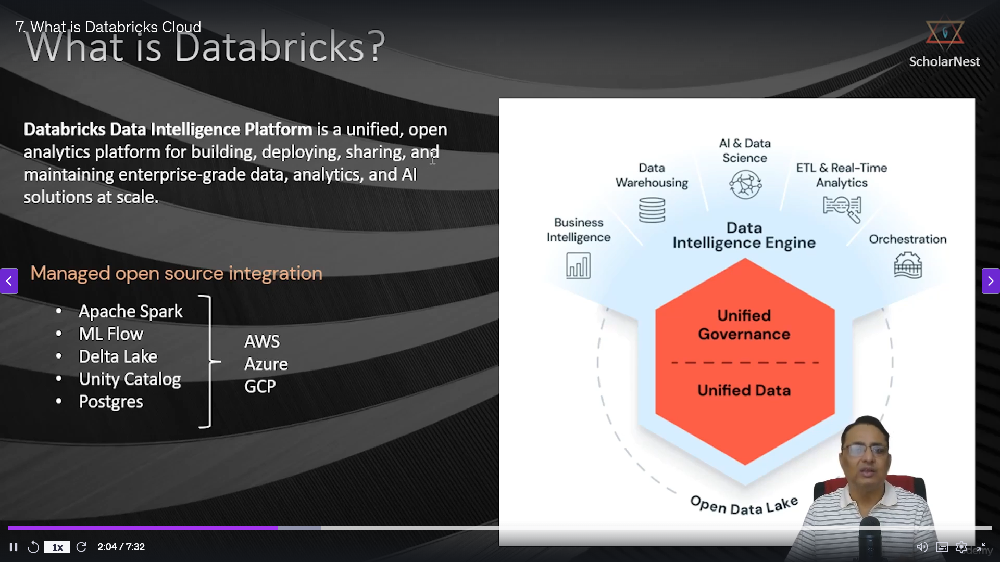 7. What is Databricks Cloud
What is Databricks?
ScholarNest
Databricks Data Intelligence Platform is a unified, open
analytics platform for building, deploying, sharing, and
maintaining enterprise-grade data, analytics, and AI
solutions at scale.
Managed open source integration
• Apache Spark
• ML Flow
• Delta Lake
• Unity Catalog
• Postgres
AWS
Azure
GCP
Business
Intelligence
Data
Warehousing
AI & Data
Science
ETL & Real-Time
Analytics
Orchestration
Data
Intelligence Engine
Unified
Governance
Unified Data
Open Data Lake
1x
2:04 / 7:32